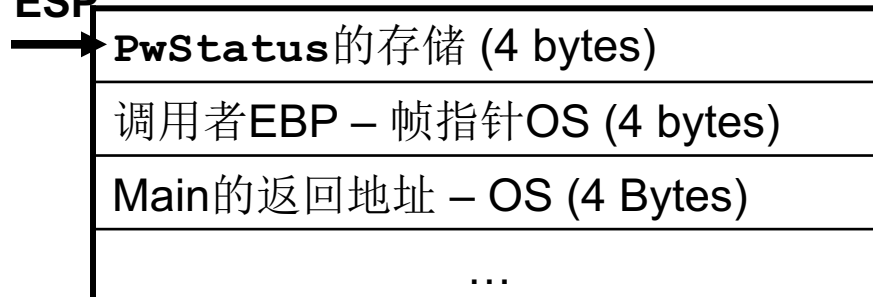 ESP
PwStatus的存储 (4 bytes)
调用者EBP – 帧指针OS (4 bytes)
Main的返回地址 – OS (4 Bytes)
…